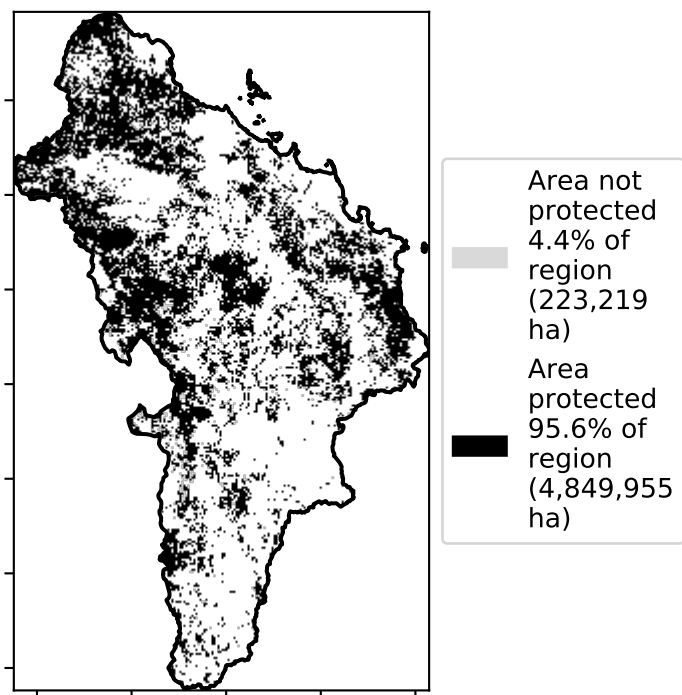 Area not
protected
4.4% of
region
(223,219
ha)
Area
protected
95.6% of
region
(4,849,955
ha)